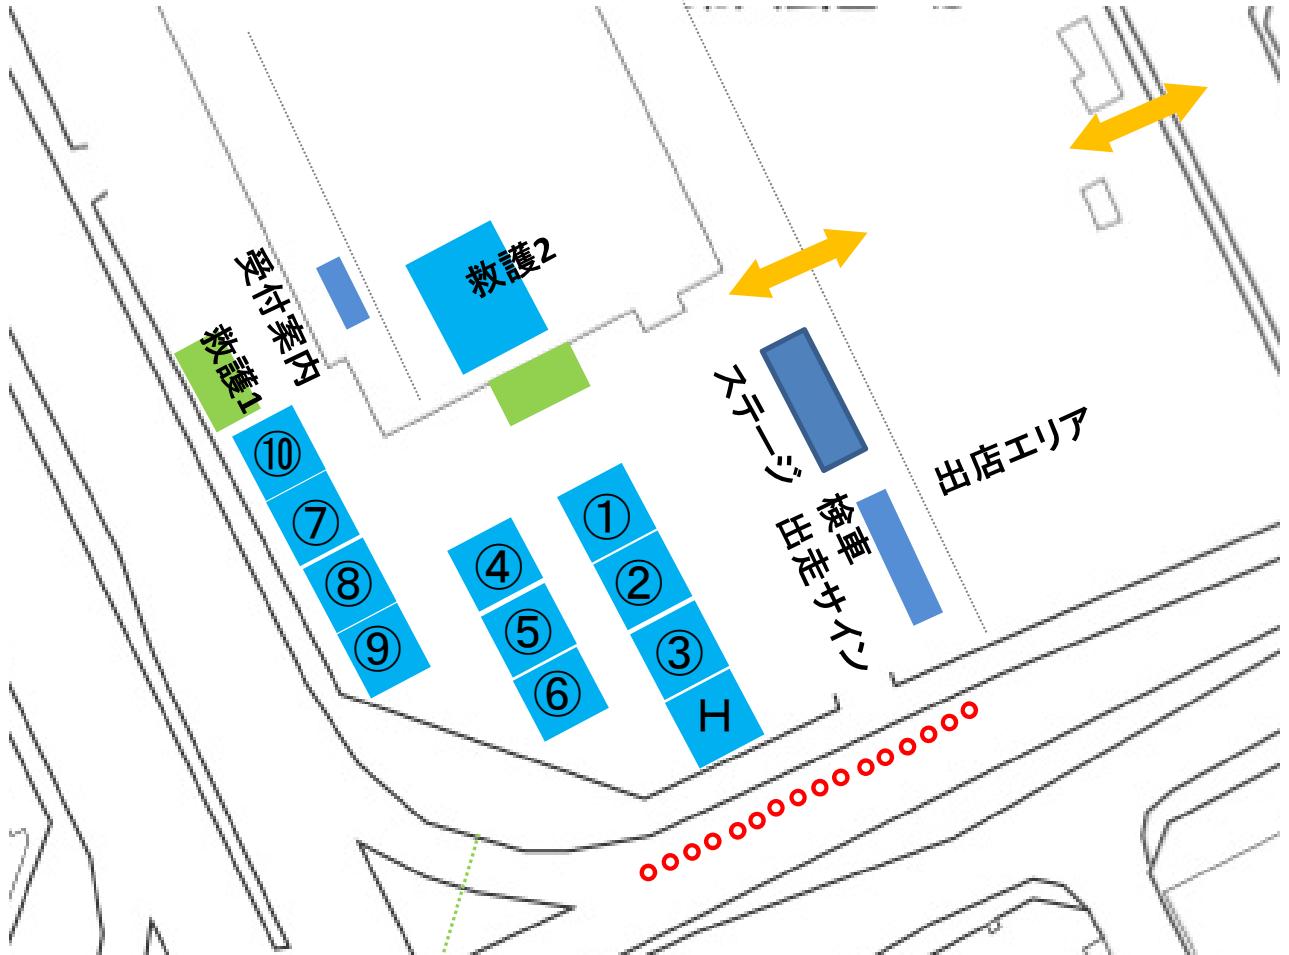 救護2
受付案内
救護1
ステージ
出店エリア
検車
出走サイン
⑩
⑦
⑧
⑨
④
⑤
⑥
①
②
③
H